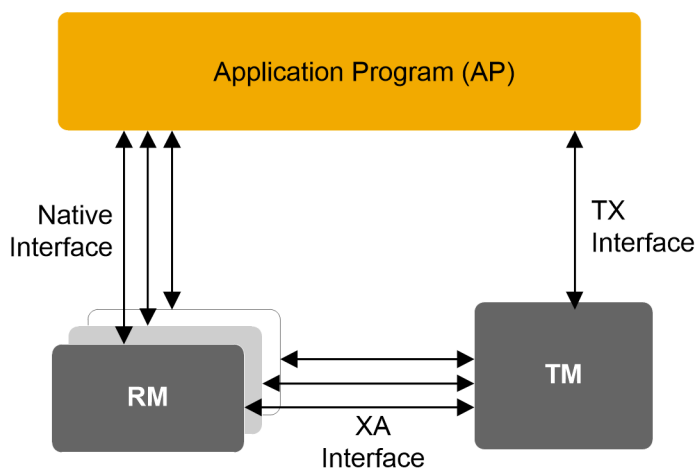 Application Program (AP)
Native
Interface
TX
Interface
RM
TM
XA
Interface